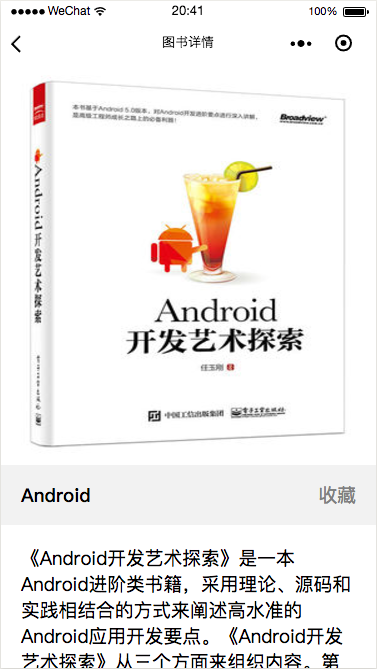 WeChat 20:41 100%
图书详情
本书基于Android 5.0版本，对Android开发进阶要点进行深入讲解，
是高级工程师成长之路上的必备利器！
Broadview
Android开发艺术探索
Android
开发艺术探索
任玉刚 著
中国工信出版集团 电子工业出版社
Android 收藏
《Android开发艺术探索》是一本
Android进阶类书籍，采用理论、源码和
实践相结合的方式来阐述高水准的
Android应用开发要点。《Android开发
艺术探索》从三个方面来组织内容。第